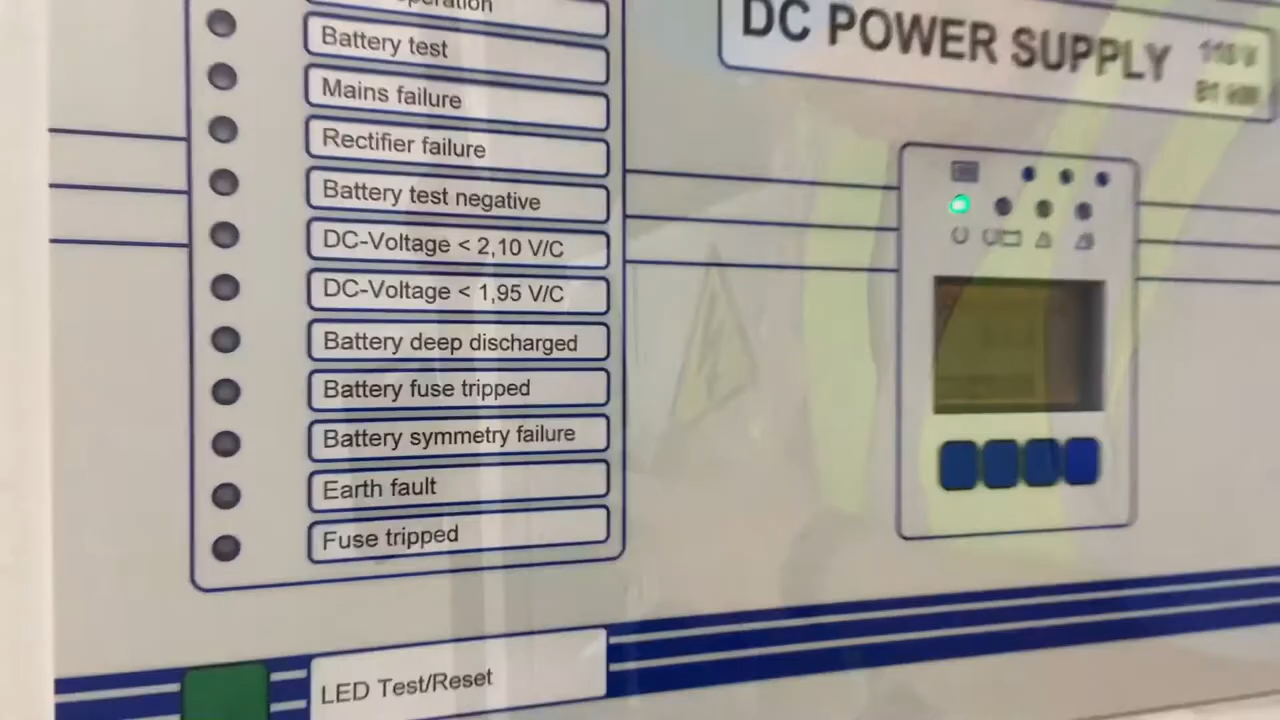 Battery test
Mains failure
Rectifier failure
Battery test negative
DC-Voltage < 2,10 V/C
DC-Voltage < 1,95 V/C
Battery deep discharged
Battery fuse tripped
Battery symmetry failure
Earth fault
Fuse tripped
LED Test/Reset
DC POWER SUPPLY